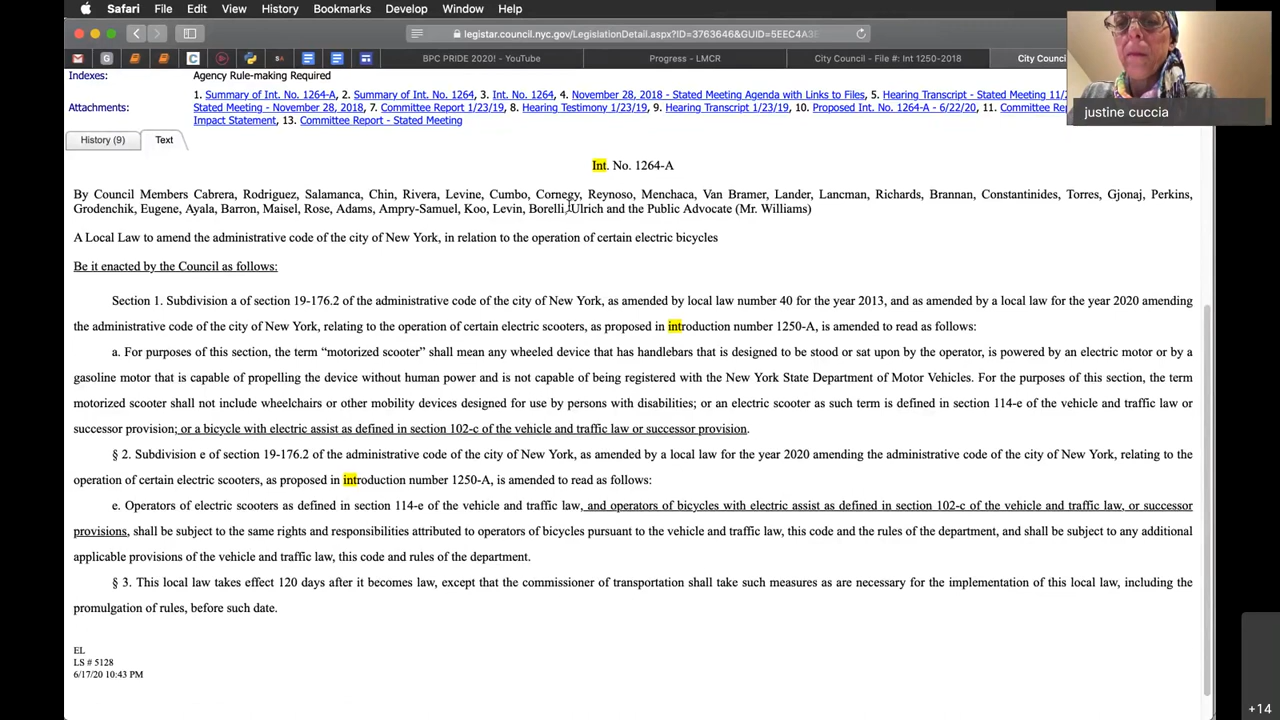 Safari File Edit View History Bookmarks Develop Window Help
legistar.council.nyc.gov/LegislationDetail.aspx?ID=3763646&GUID=5EEC4A3E
BPC PRIDE 2020! - YouTube Progress - LMCR City Council - File #: Int 1250-2018 City Counc
Indexes: Agency Rule-making Required
Attachments: 1. Summary of Int. No. 1264-A, 2. Summary of Int. No. 1264, 3. Int. No. 1264, 4. November 28, 2018 - Stated Meeting Agenda with Links to Files, 5. Hearing Transcript - Stated Meeting 11/
Stated Meeting - November 28, 2018, 7. Committee Report 1/23/19, 8. Hearing Testimony 1/23/19, 9. Hearing Transcript 1/23/19, 10. Proposed Int. No. 1264-A - 6/22/20, 11. Committee Re
Impact Statement, 13. Committee Report - Stated Meeting
justine cuccia
History (9) Text
Int. No. 1264-A
By Council Members Cabrera, Rodriguez, Salamanca, Chin, Rivera, Levine, Cumbo, Cornegy, Reynoso, Menchaca, Van Bramer, Lander, Lancman, Richards, Brannan, Constantinides, Torres, Gjonaj, Perkins,
Grodenchik, Eugene, Ayala, Barron, Maisel, Rose, Adams, Ampry-Samuel, Koo, Levin, Borelli, Ulrich and the Public Advocate (Mr. Williams)
A Local Law to amend the administrative code of the city of New York, in relation to the operation of certain electric bicycles
Be it enacted by the Council as follows:
Section 1. Subdivision a of section 19-176.2 of the administrative code of the city of New York, as amended by local law number 40 for the year 2013, and as amended by a local law for the year 2020 amending
the administrative code of the city of New York, relating to the operation of certain electric scooters, as proposed in introduction number 1250-A, is amended to read as follows:
a. For purposes of this section, the term “motorized scooter” shall mean any wheeled device that has handlebars that is designed to be stood or sat upon by the operator, is powered by an electric motor or by a
gasoline motor that is capable of propelling the device without human power and is not capable of being registered with the New York State Department of Motor Vehicles. For the purposes of this section, the term
motorized scooter shall not include wheelchairs or other mobility devices designed for use by persons with disabilities; or an electric scooter as such term is defined in section 114-e of the vehicle and traffic law or
successor provision; or a bicycle with electric assist as defined in section 102-c of the vehicle and traffic law or successor provision.
§ 2. Subdivision e of section 19-176.2 of the administrative code of the city of New York, as amended by a local law for the year 2020 amending the administrative code of the city of New York, relating to the
operation of certain electric scooters, as proposed in introduction number 1250-A, is amended to read as follows:
e. Operators of electric scooters as defined in section 114-e of the vehicle and traffic law, and operators of bicycles with electric assist as defined in section 102-c of the vehicle and traffic law, or successor
provisions, shall be subject to the same rights and responsibilities attributed to operators of bicycles pursuant to the vehicle and traffic law, this code and the rules of the department, and shall be subject to any additional
applicable provisions of the vehicle and traffic law, this code and rules of the department.
§ 3. This local law takes effect 120 days after it becomes law, except that the commissioner of transportation shall take such measures as are necessary for the implementation of this local law, including the
promulgation of rules, before such date.
EL
LS # 5128
6/17/20 10:43 PM
+14